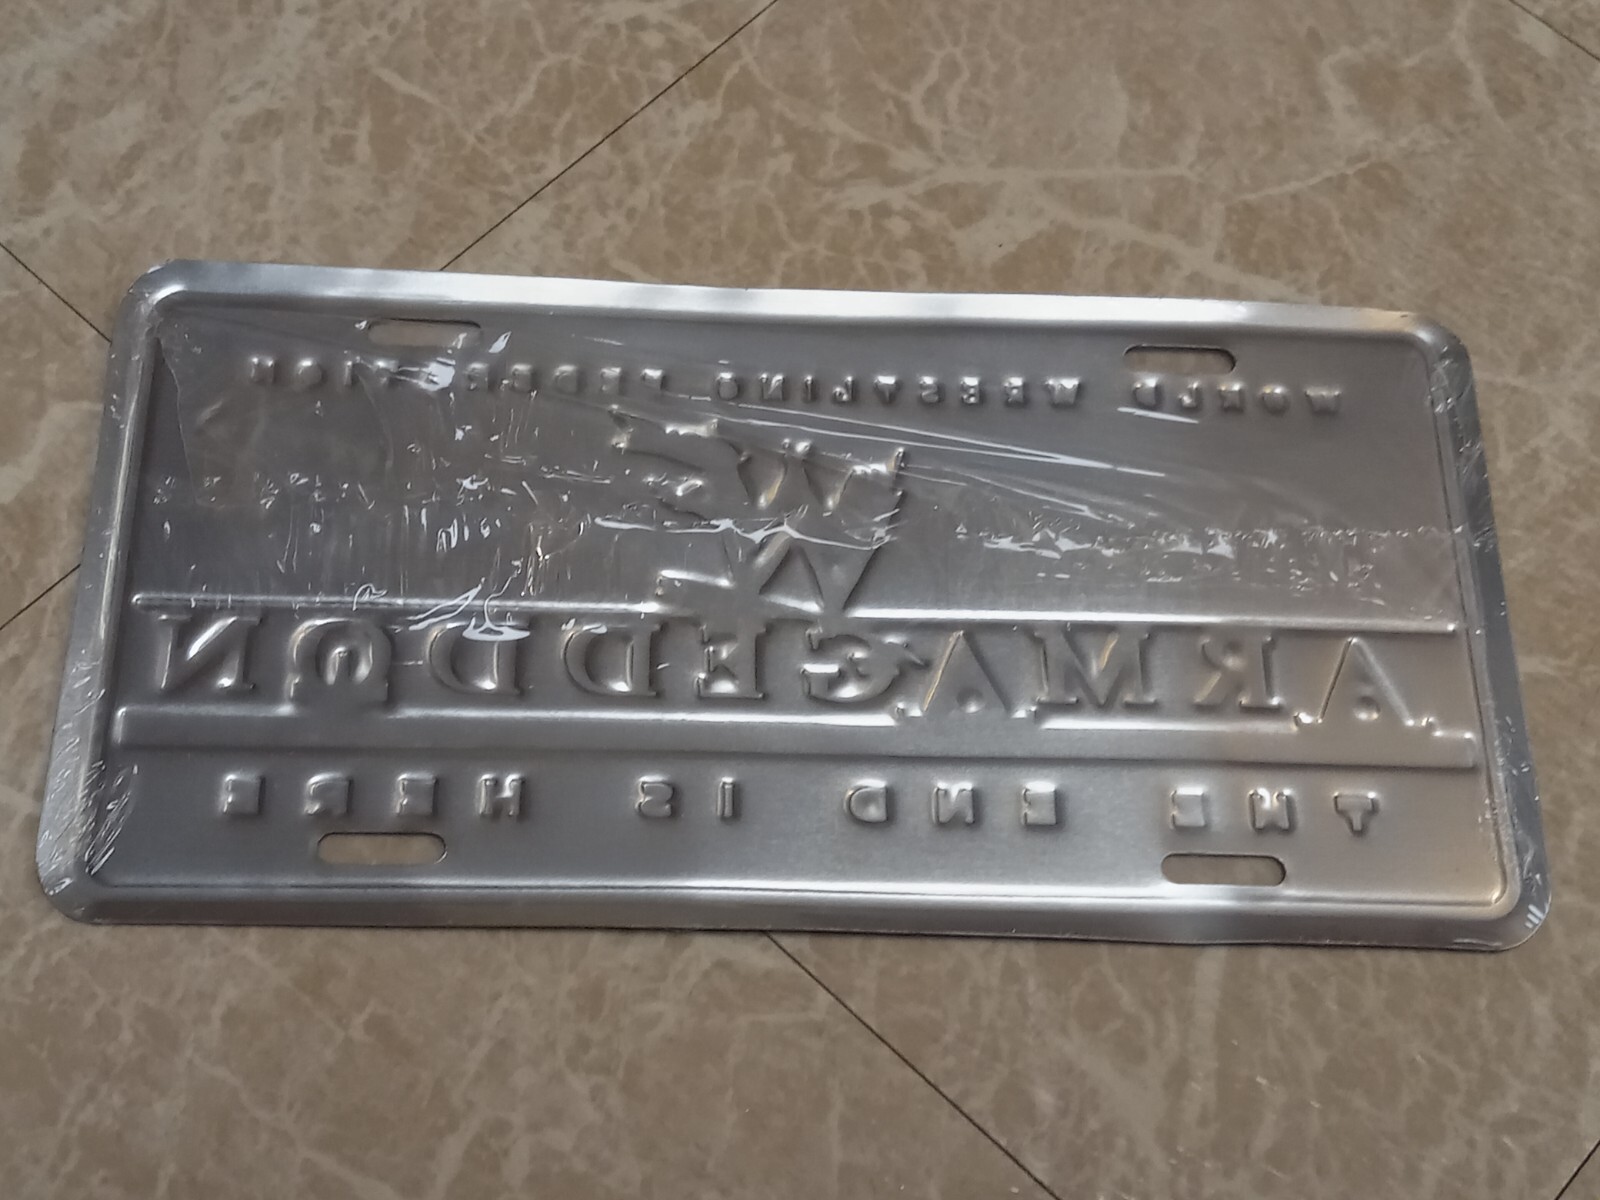 WORLD WRESTLING FEDERATION
W
ARMAGEDDON
THE END IS HERE